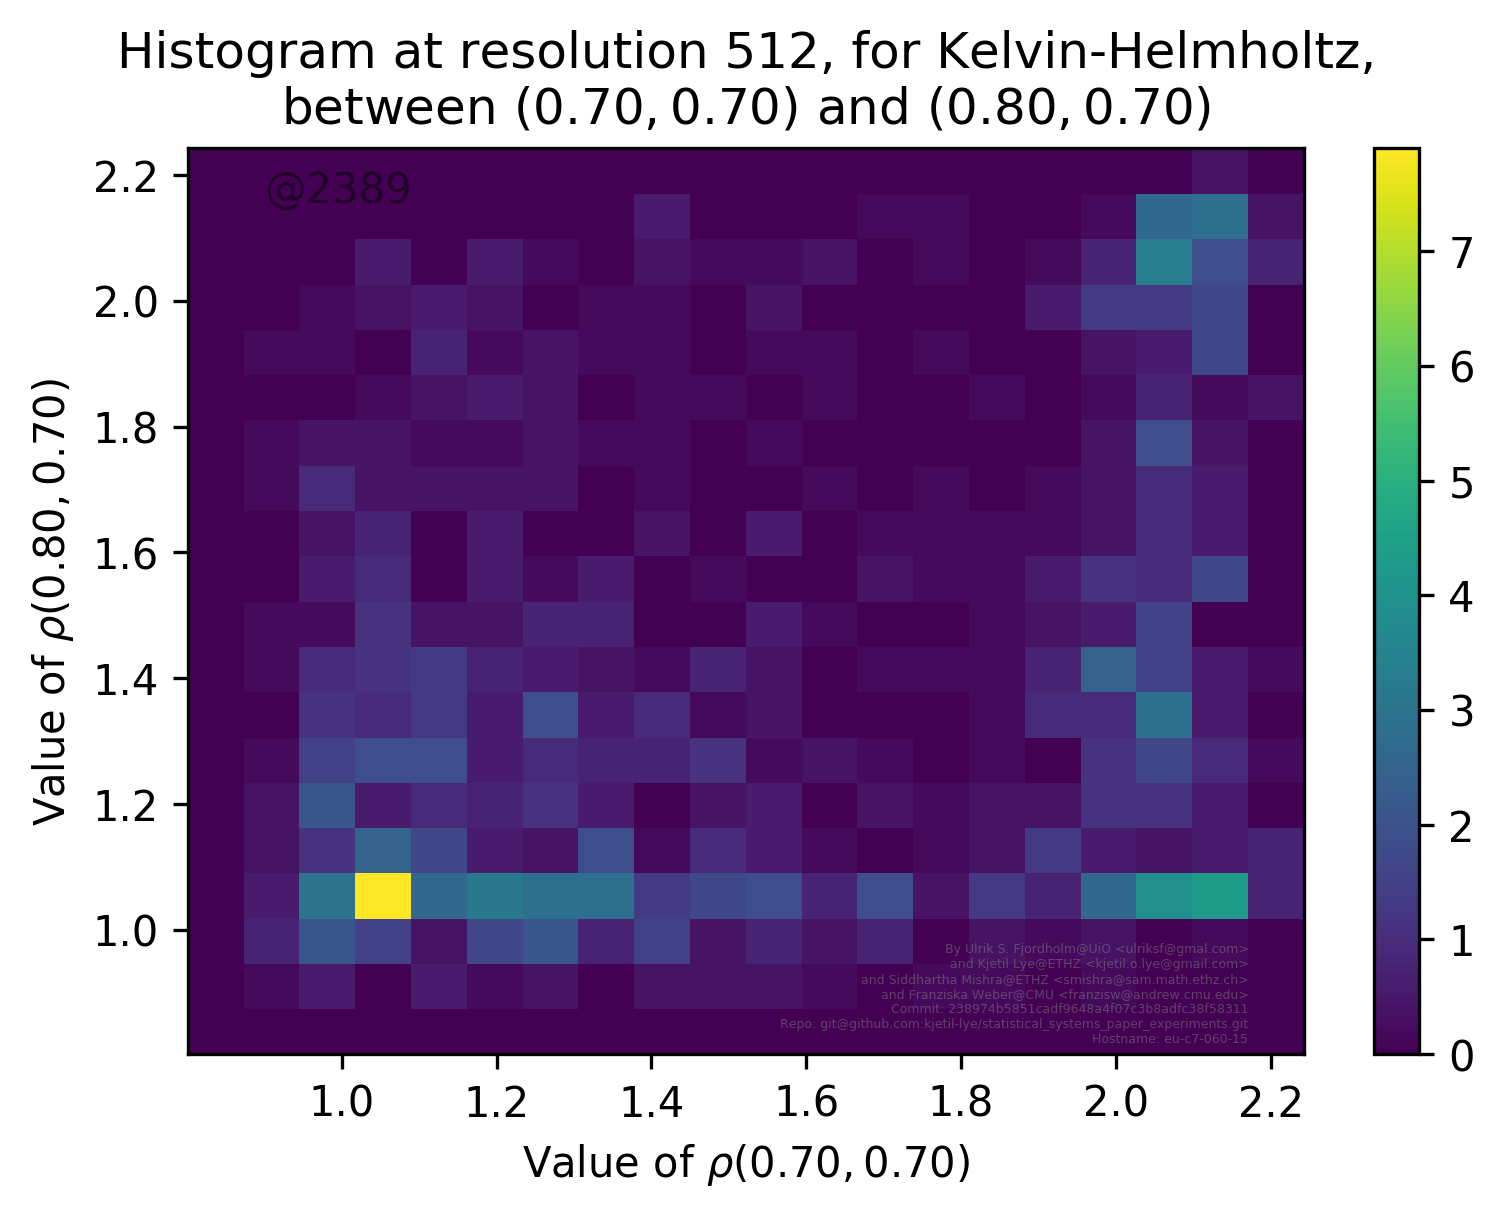 Histogram at resolution 512, for Kelvin-Helmholtz,
between (0.70, 0.70) and (0.80, 0.70)
@2389
2.2
2.0
1.8
1.6
1.4
1.2
1.0
Value of ρ(0.80, 0.70)
1.0 1.2 1.4 1.6 1.8 2.0 2.2
Value of ρ(0.70, 0.70)
7
6
5
4
3
2
1
0
By Ulrik S. Fjordholm@UiO <ulriksf@gmal.com>
and Kjetil Lye@ETHZ <kjetil.o.lye@gmail.com>
and Siddhartha Mishra@ETHZ <smishra@sam.math.ethz.ch>
and Franziska Weber@CMU <franzisw@andrew.cmu.edu>
Commit: 238974b5851cadf9648a4f07c3b8adfc38f58311
Repo: git@github.com:kjetil-lye/statistical_systems_paper_experiments.git
Hostname: eu-c7-060-15